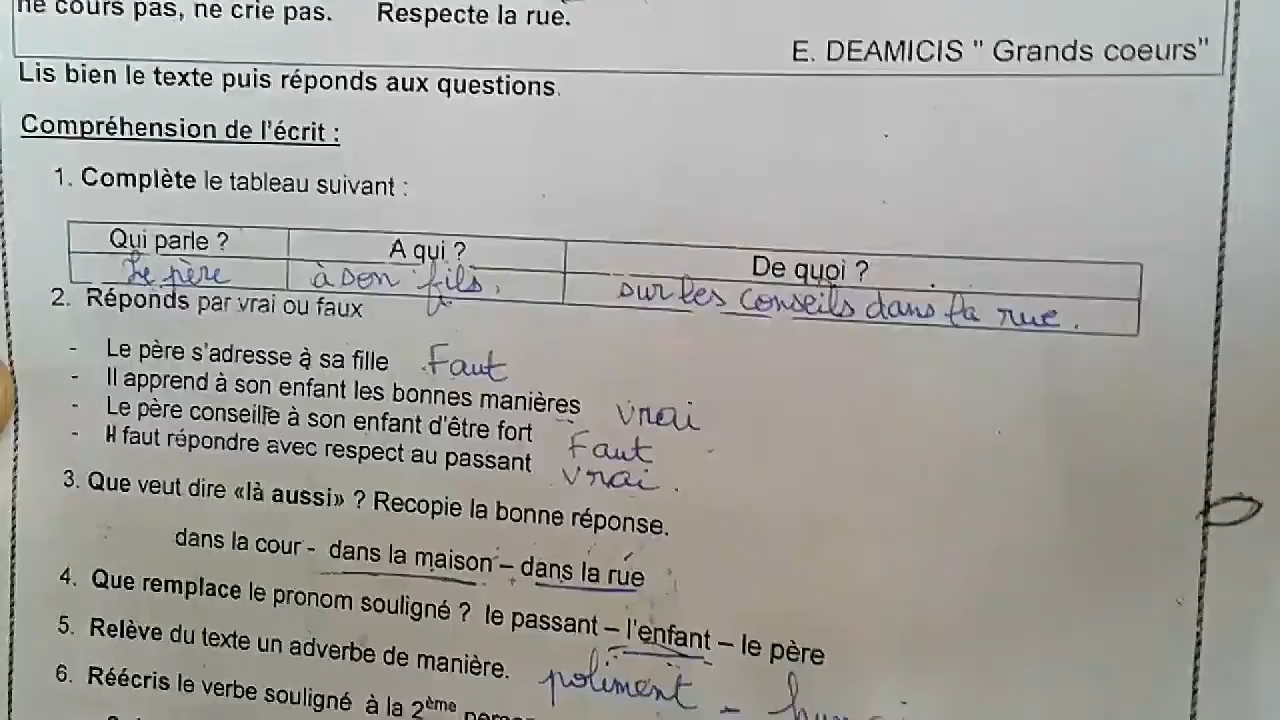 ne cours pas, ne crie pas. Respecte la rue.
E. DEAMICIS " Grands coeurs"
Lis bien le texte puis réponds aux questions.
Compréhension de l'écrit :
1. Complète le tableau suivant :
Qui parle ? A qui ? De quoi ?
Le père à son fils. sur les conseils dans la rue.
2. Réponds par vrai ou faux
- Le père s'adresse à sa fille Faut
- Il apprend à son enfant les bonnes manières vrai
- Le père conseille à son enfant d'être fort Faut
- Il faut répondre avec respect au passant vrai.
3. Que veut dire «là aussi» ? Recopie la bonne réponse.
dans la cour - dans la maison – dans la rue
4. Que remplace le pronom souligné ? le passant – l'enfant – le père
5. Relève du texte un adverbe de manière. poliment -
6. Réécris le verbe souligné à la 2ème